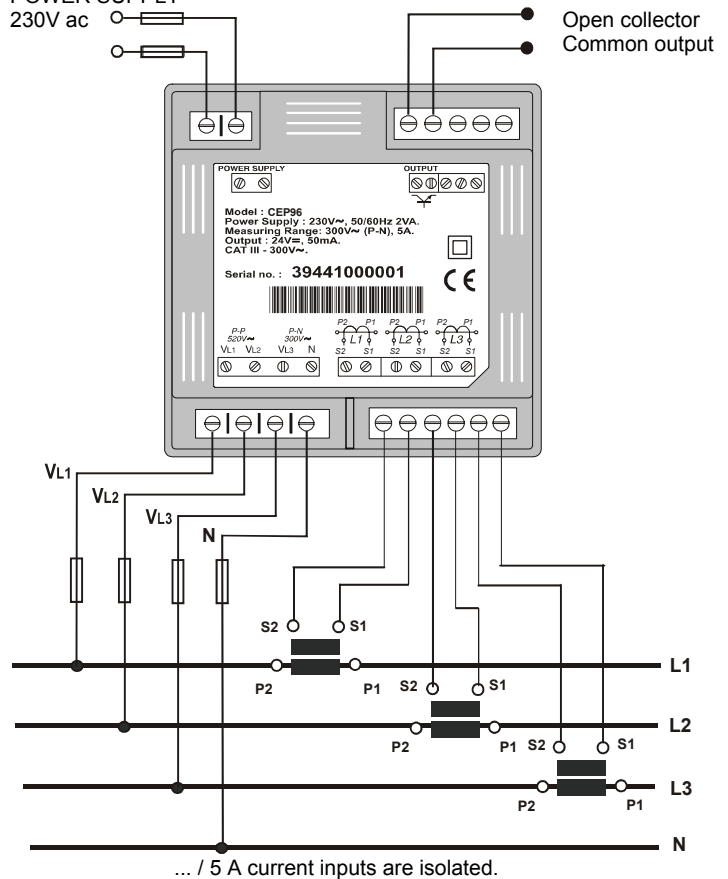 POWER SUPPLY
230V ac
Open collector
Common output
POWER SUPPLY
OUTPUT
Model : CEP96
Power Supply : 230V~, 50/60Hz 2VA.
Measuring Range: 300V~ (P-N), 5A.
Output : 24V⎓, 50mA.
CAT III - 300V~.
Serial no. : 39441000001
CE
P-P P-N
520V~ 300V~
VL1 VL2 VL3 N
P2 P1 P2 P1 P2 P1
L1 L2 L3
S2 S1 S2 S1 S2 S1
VL1
VL2
VL3
N
S2 S1
P2 P1
L1
S2 S1
P2 P1
L2
S2 S1
P2 P1
L3
N
... / 5 A current inputs are isolated.